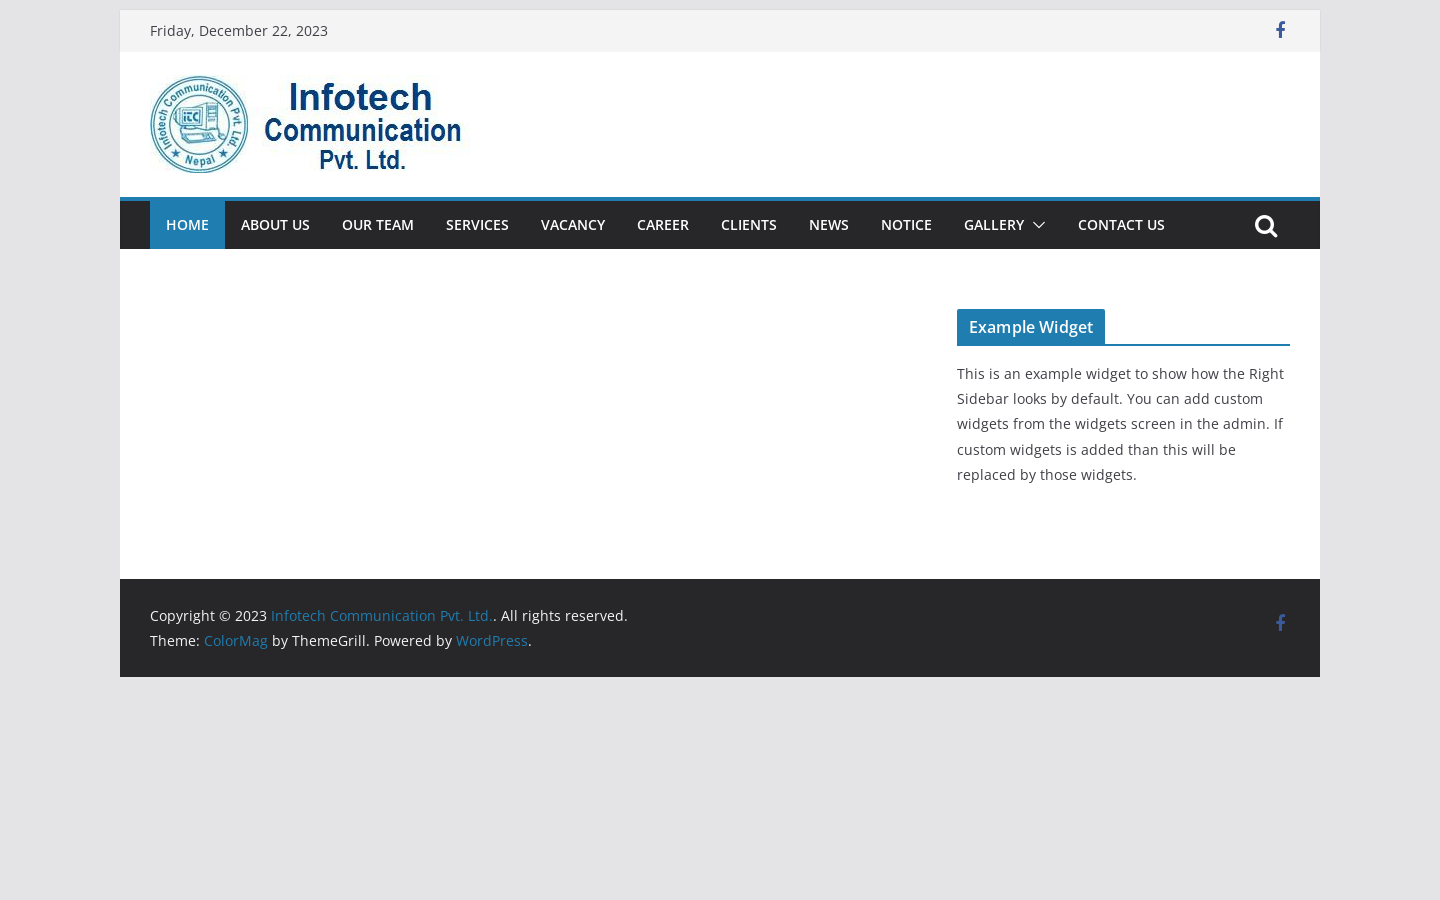 Friday, December 22, 2023
Infotech Communication Pvt. Ltd.
Nepal
ITC
Infotech
Communication
Pvt. Ltd.
HOME ABOUT US OUR TEAM SERVICES VACANCY CAREER CLIENTS NEWS NOTICE GALLERY CONTACT US
Example Widget
This is an example widget to show how the Right
Sidebar looks by default. You can add custom
widgets from the widgets screen in the admin. If
custom widgets is added than this will be
replaced by those widgets.
Copyright © 2023 Infotech Communication Pvt. Ltd.. All rights reserved.
Theme: ColorMag by ThemeGrill. Powered by WordPress.